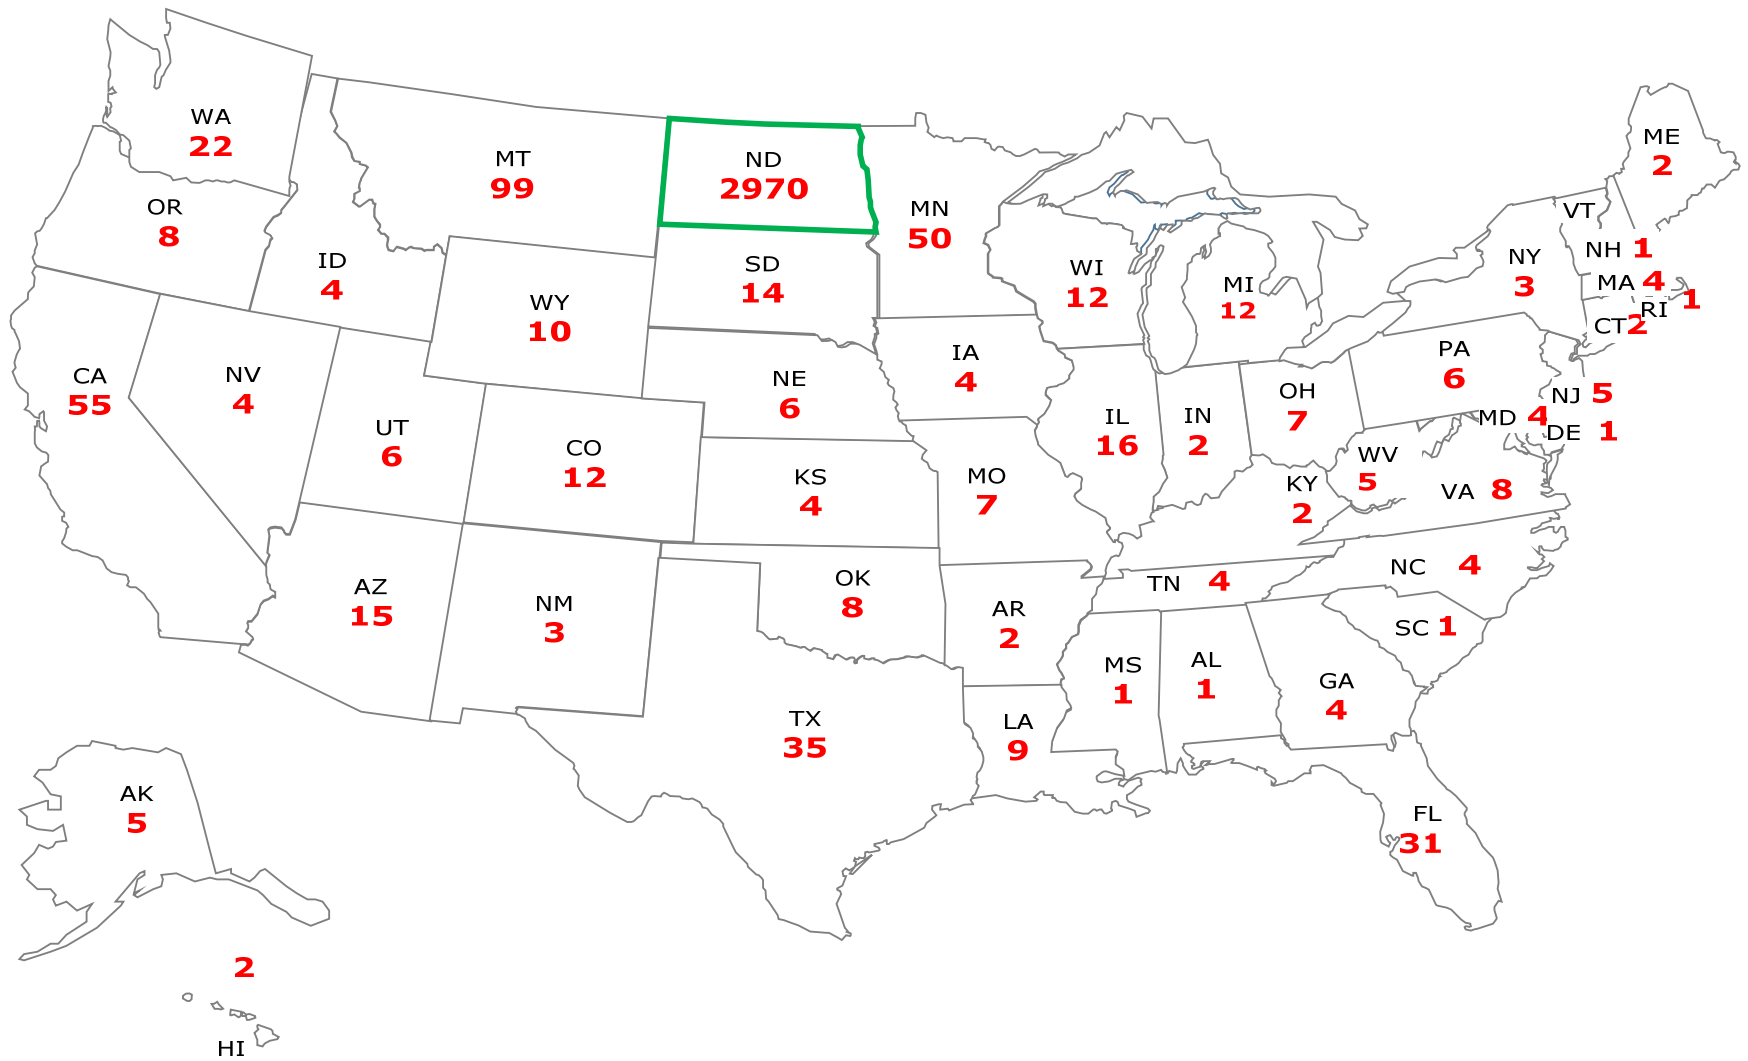 WA
22
OR
8
MT
99
ND
2970
MN
50
ID
4
WY
10
SD
14
WI
12
MI
12
ME
2
VT
NH 1
NY
3
MA 4
RI 1
CT 2
CA
55
NV
4
UT
6
CO
12
NE
6
IA
4
IL
16
IN
2
OH
7
PA
6
NJ 5
MD 4
DE 1
KS
4
MO
7
KY
2
WV
5
VA 8
AZ
15
NM
3
OK
8
AR
2
TN 4
NC 4
SC 1
TX
35
LA
9
MS
1
AL
1
GA
4
FL
31
AK
5
2
HI